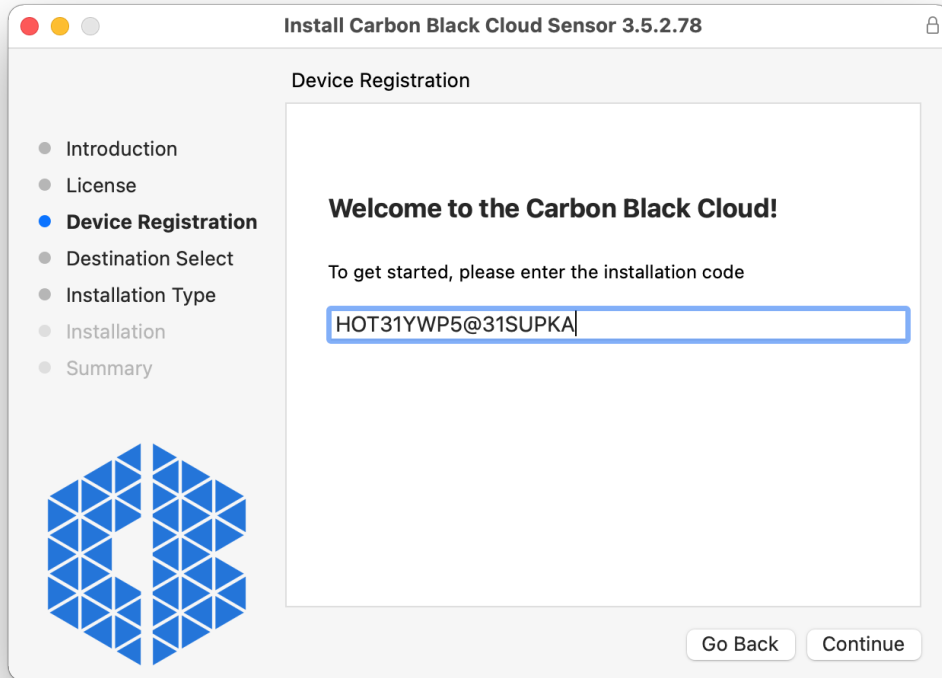 Install Carbon Black Cloud Sensor 3.5.2.78
Device Registration
Introduction
License
Device Registration
Destination Select
Installation Type
Installation
Summary
Welcome to the Carbon Black Cloud!
To get started, please enter the installation code
HOT31YWP5@31SUPKA
Go Back
Continue